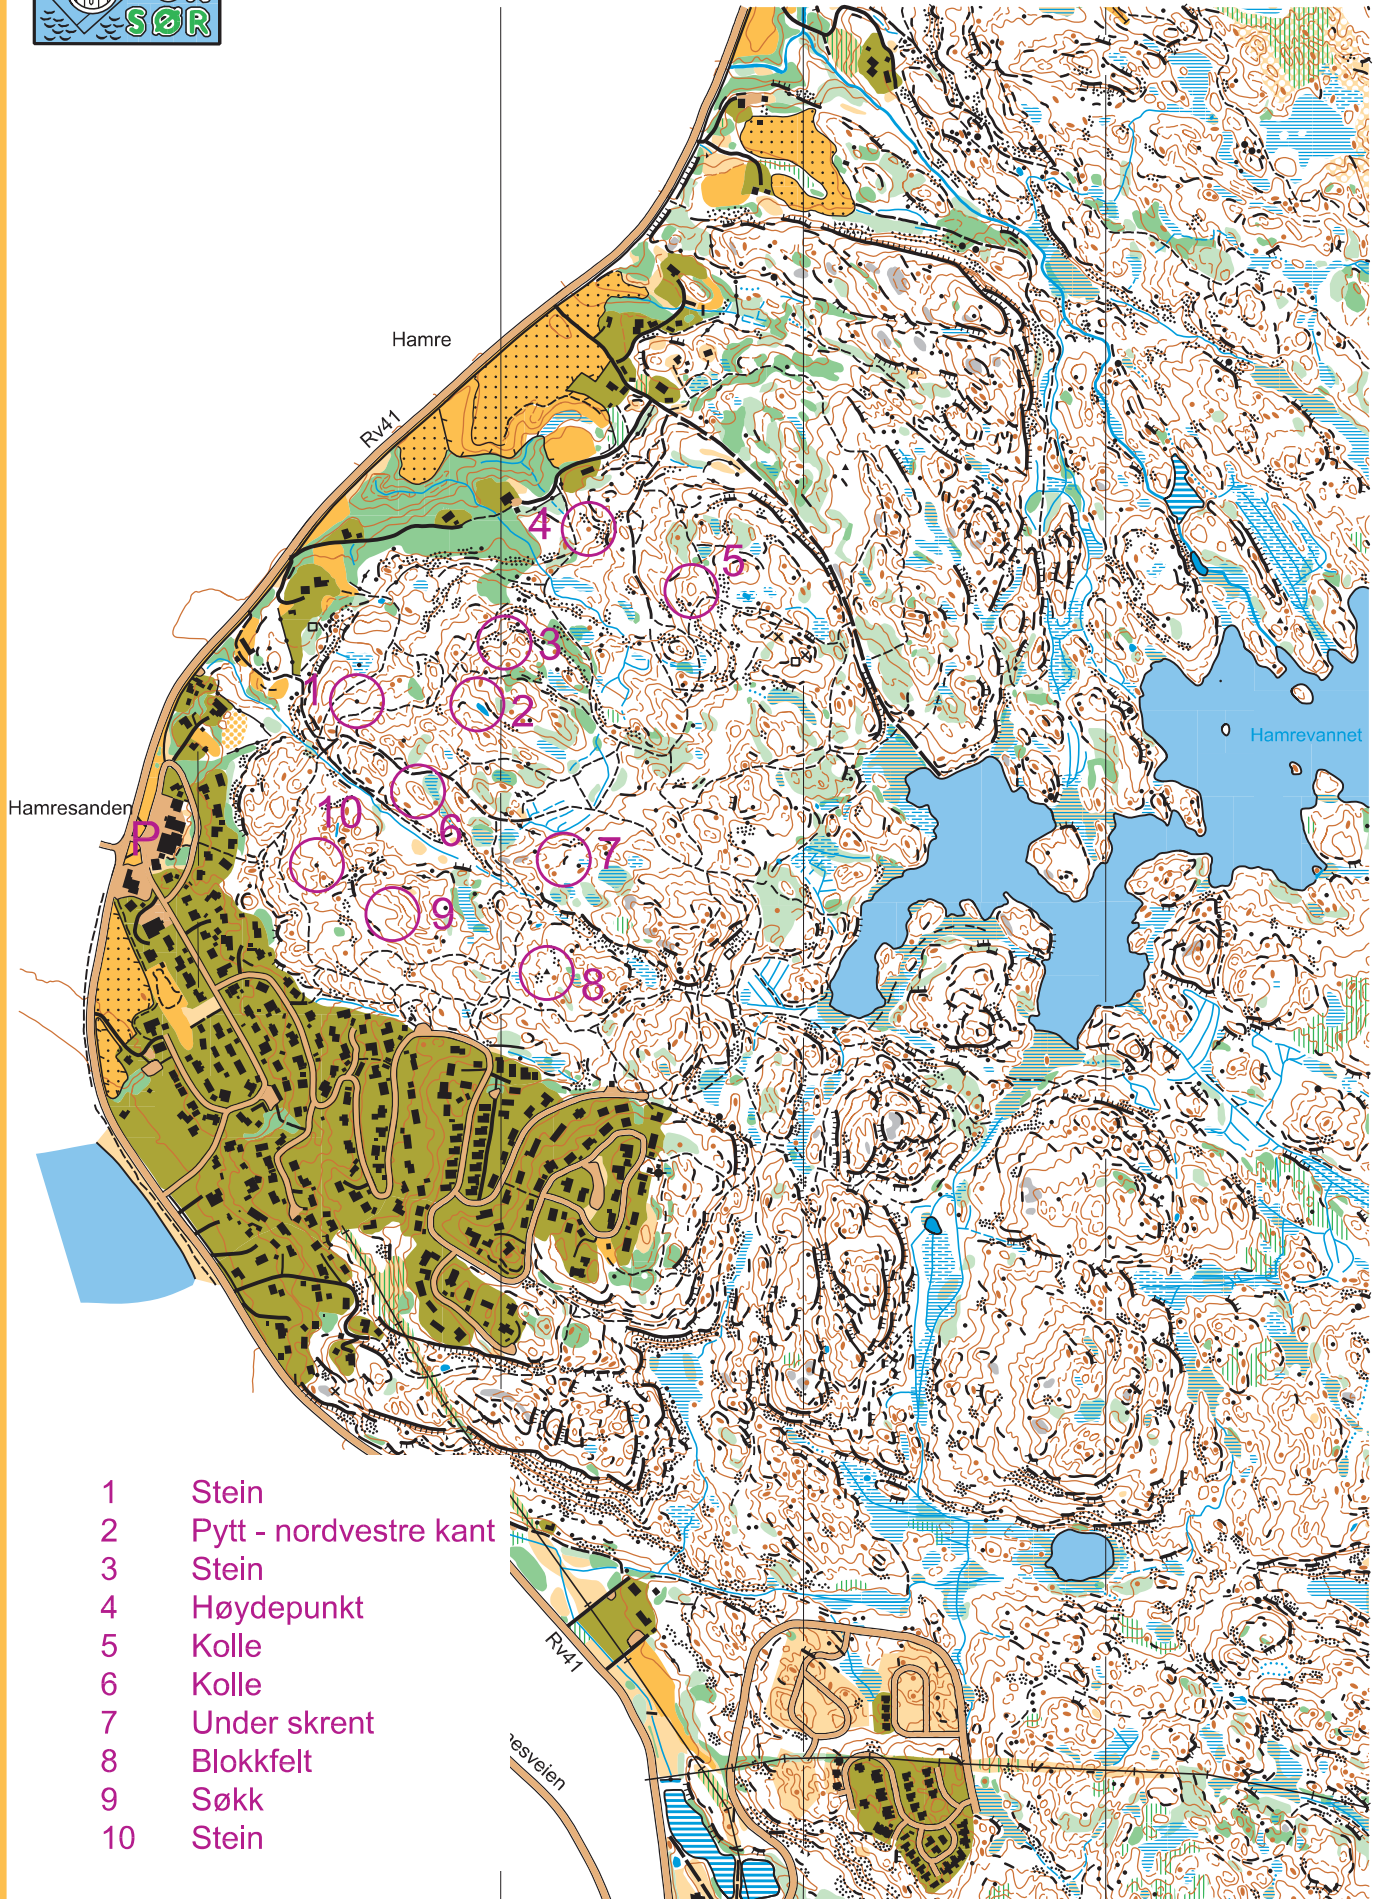 SØR
Hamre
Rv41
4
5
3
1
2
Hamrevannet
Hamresanden
10
P
6
7
9
8
1 Stein
2 Pytt - nordvestre kant
3 Stein
4 Høydepunkt
5 Kolle
6 Kolle
7 Under skrent
8 Blokkfelt
9 Søkk
10 Stein
Rv41